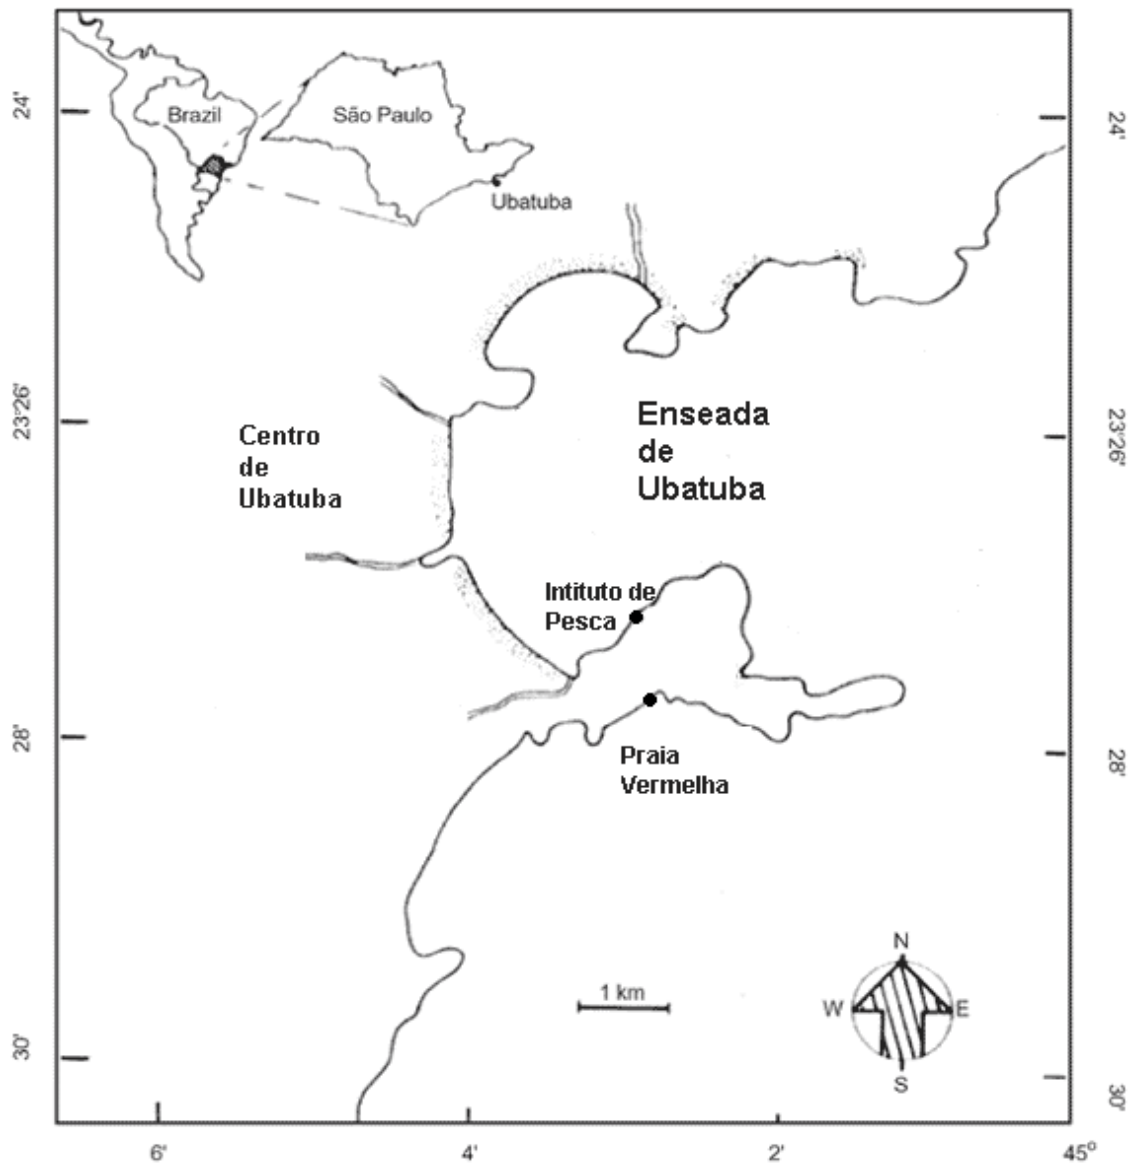 24'
24'
Brazil
São Paulo
Ubatuba
23°26'
23°26'
Enseada
de
Ubatuba
Centro
de
Ubatuba
Intituto de
Pesca
28'
28'
Praia
Vermelha
N
W
E
S
1 km
30'
30'
6'
4'
2'
45°